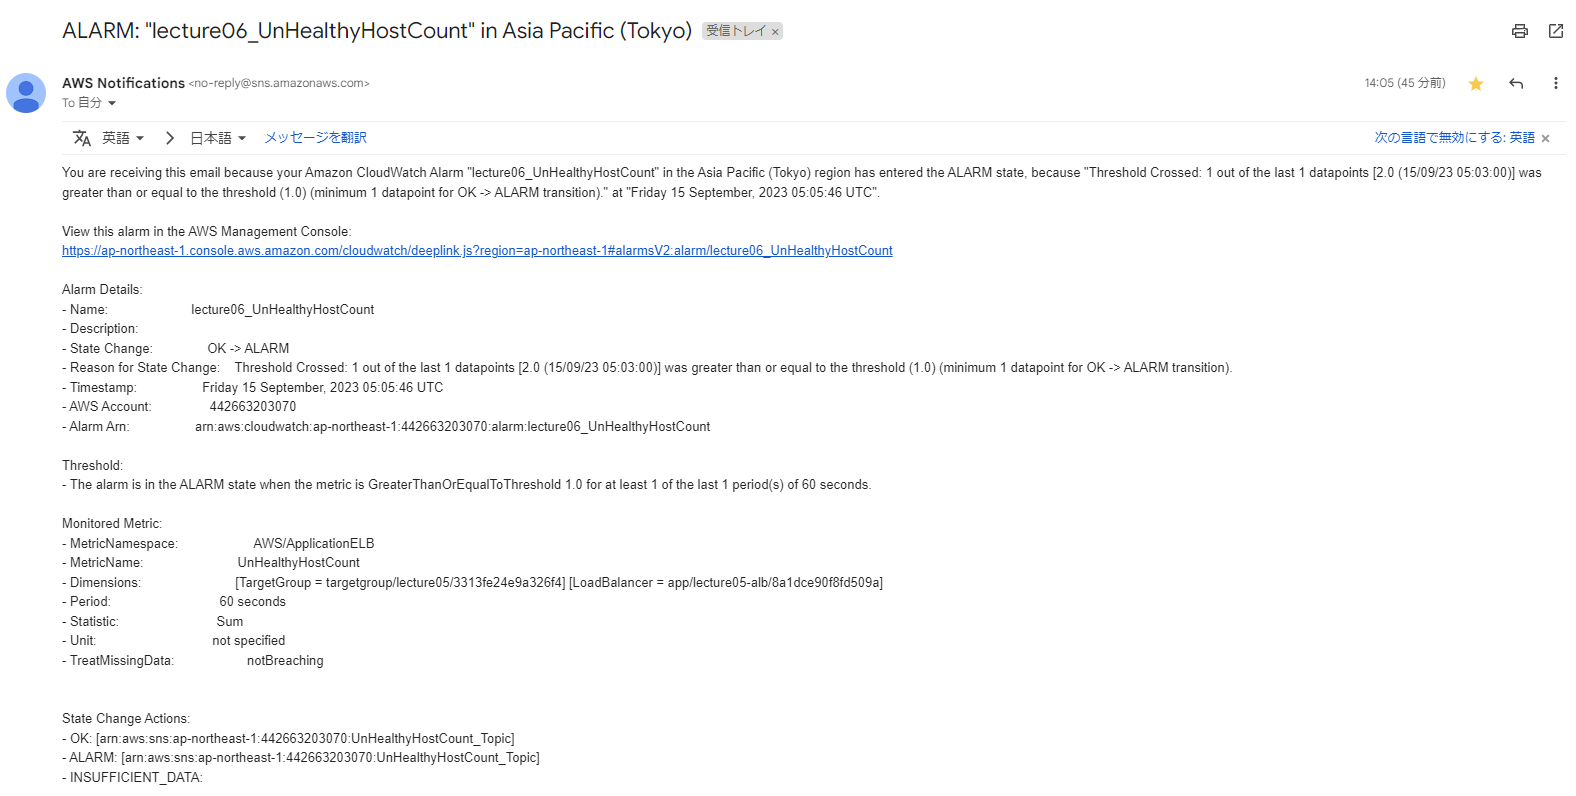 ALARM: "lecture06_UnHealthyHostCount" in Asia Pacific (Tokyo) 受信トレイ ×
AWS Notifications <no-reply@sns.amazonaws.com> 14:05 (45 分前)
To 自分
英語 日本語 メッセージを翻訳 次の言語で無効にする: 英語 ×
You are receiving this email because your Amazon CloudWatch Alarm "lecture06_UnHealthyHostCount" in the Asia Pacific (Tokyo) region has entered the ALARM state, because "Threshold Crossed: 1 out of the last 1 datapoints [2.0 (15/09/23 05:03:00)] was
greater than or equal to the threshold (1.0) (minimum 1 datapoint for OK -> ALARM transition)." at "Friday 15 September, 2023 05:05:46 UTC".
View this alarm in the AWS Management Console:
https://ap-northeast-1.console.aws.amazon.com/cloudwatch/deeplink.js?region=ap-northeast-1#alarmsV2:alarm/lecture06_UnHealthyHostCount
Alarm Details:
- Name: lecture06_UnHealthyHostCount
- Description:
- State Change: OK -> ALARM
- Reason for State Change: Threshold Crossed: 1 out of the last 1 datapoints [2.0 (15/09/23 05:03:00)] was greater than or equal to the threshold (1.0) (minimum 1 datapoint for OK -> ALARM transition).
- Timestamp: Friday 15 September, 2023 05:05:46 UTC
- AWS Account: 442663203070
- Alarm Arn: arn:aws:cloudwatch:ap-northeast-1:442663203070:alarm:lecture06_UnHealthyHostCount
Threshold:
- The alarm is in the ALARM state when the metric is GreaterThanOrEqualToThreshold 1.0 for at least 1 of the last 1 period(s) of 60 seconds.
Monitored Metric:
- MetricNamespace: AWS/ApplicationELB
- MetricName: UnHealthyHostCount
- Dimensions: [TargetGroup = targetgroup/lecture05/3313fe24e9a326f4] [LoadBalancer = app/lecture05-alb/8a1dce90f8fd509a]
- Period: 60 seconds
- Statistic: Sum
- Unit: not specified
- TreatMissingData: notBreaching
State Change Actions:
- OK: [arn:aws:sns:ap-northeast-1:442663203070:UnHealthyHostCount_Topic]
- ALARM: [arn:aws:sns:ap-northeast-1:442663203070:UnHealthyHostCount_Topic]
- INSUFFICIENT_DATA: